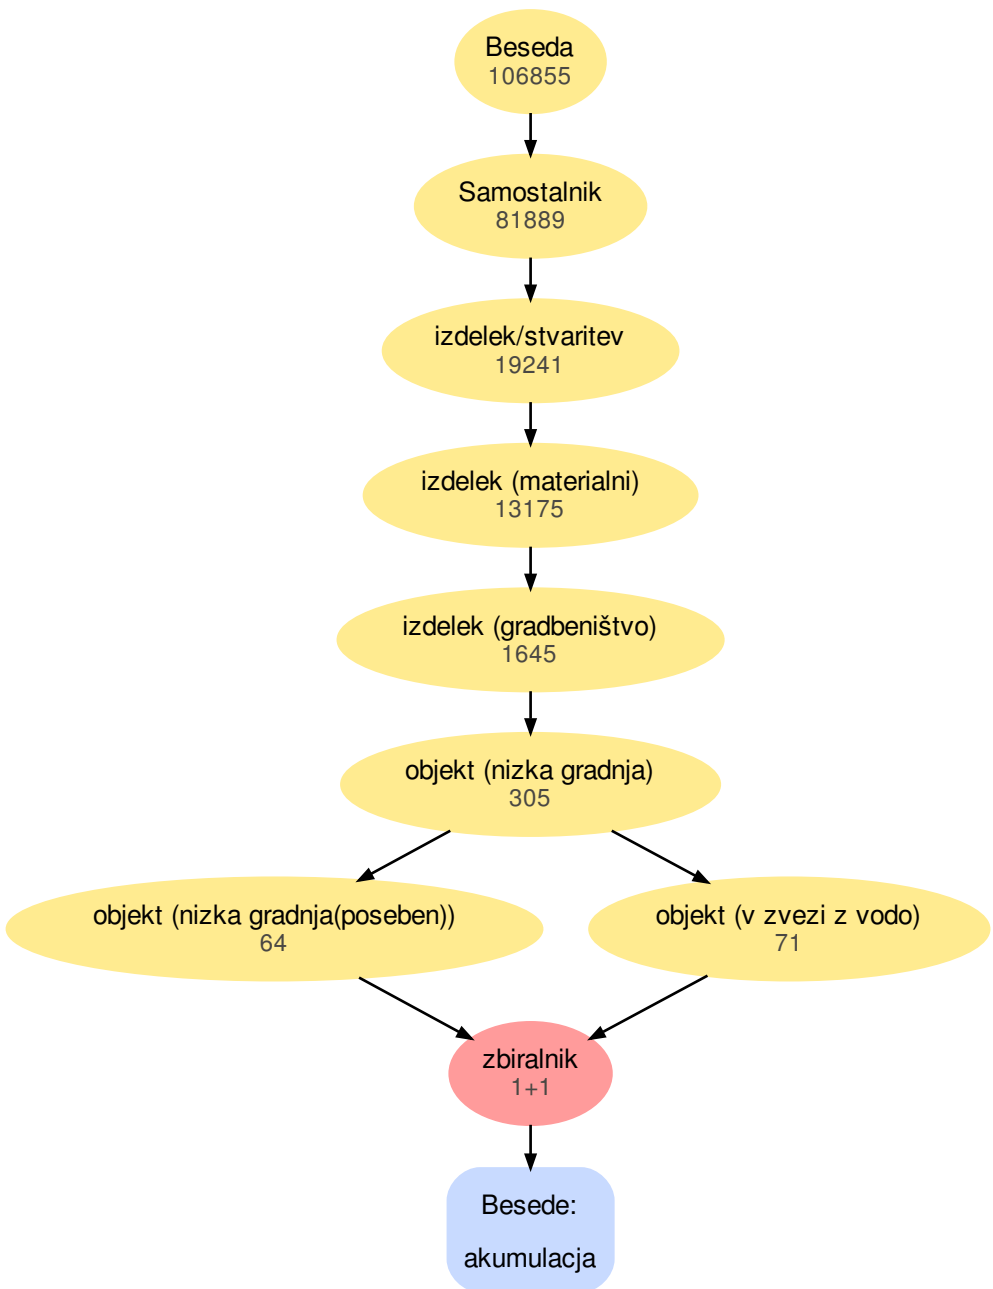 Beseda
106855
Samostalnik
81889
izdelek/stvaritev
19241
izdelek (materialni)
13175
izdelek (gradbeništvo)
1645
objekt (nizka gradnja)
305
objekt (nizka gradnja(poseben))
64
objekt (v zvezi z vodo)
71
zbiralnik
1+1
Besede:
akumulacja